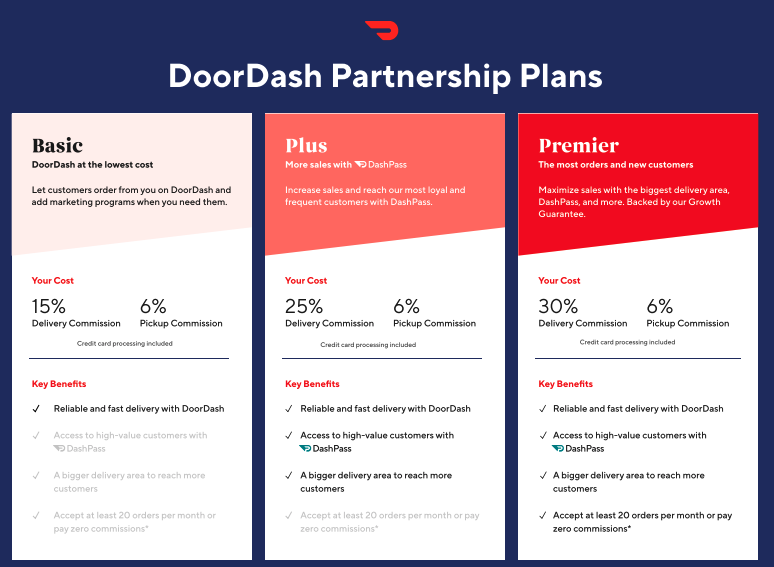 DoorDash Partnership Plans
Basic
DoorDash at the lowest cost
Let customers order from you on DoorDash and
add marketing programs when you need them.
Your Cost
15%
Delivery Commission
6%
Pickup Commission
Credit card processing included
Key Benefits
✓ Reliable and fast delivery with DoorDash
✓ Access to high-value customers with
DashPass
✓ A bigger delivery area to reach more
customers
✓ Accept at least 20 orders per month or
pay zero commissions*
Plus
More sales with DashPass
Increase sales and reach our most loyal and
frequent customers with DashPass.
Your Cost
25%
Delivery Commission
6%
Pickup Commission
Credit card processing included
Key Benefits
✓ Reliable and fast delivery with DoorDash
✓ Access to high-value customers with
DashPass
✓ A bigger delivery area to reach more
customers
✓ Accept at least 20 orders per month or pay
zero commissions*
Premier
The most orders and new customers
Maximize sales with the biggest delivery area,
DashPass, and more. Backed by our Growth
Guarantee.
Your Cost
30%
Delivery Commission
6%
Pickup Commission
Credit card processing included
Key Benefits
✓ Reliable and fast delivery with DoorDash
✓ Access to high-value customers with
DashPass
✓ A bigger delivery area to reach more
customers
✓ Accept at least 20 orders per month or pay
zero commissions*